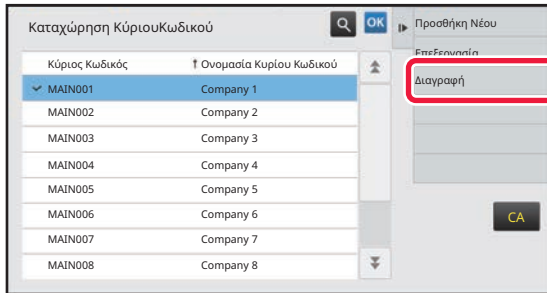 Καταχώρηση ΚύριουΚωδικού
OK
Προσθήκη Νέου
Επεξεργασία
Διαγραφή
Κύριος Κωδικός
Ονομασία Κυρίου Κωδικού
MAIN001 Company 1
MAIN002 Company 2
MAIN003 Company 3
MAIN004 Company 4
MAIN005 Company 5
MAIN006 Company 6
MAIN007 Company 7
MAIN008 Company 8
CA